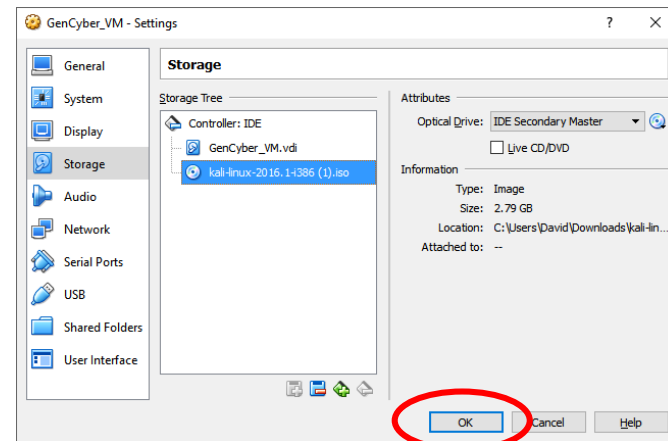 GenCyber_VM - Settings ? ×
General
System
Display
Storage
Audio
Network
Serial Ports
USB
Shared Folders
User Interface
Storage
Storage Tree
Controller: IDE
GenCyber_VM.vdi
kali-linux-2016.1-i386 (1).iso
Attributes
Optical Drive: IDE Secondary Master
Live CD/DVD
Information
Type: Image
Size: 2.79 GB
Location: C:\Users\David\Downloads\kali-lin...
Attached to: --
OK Cancel Help